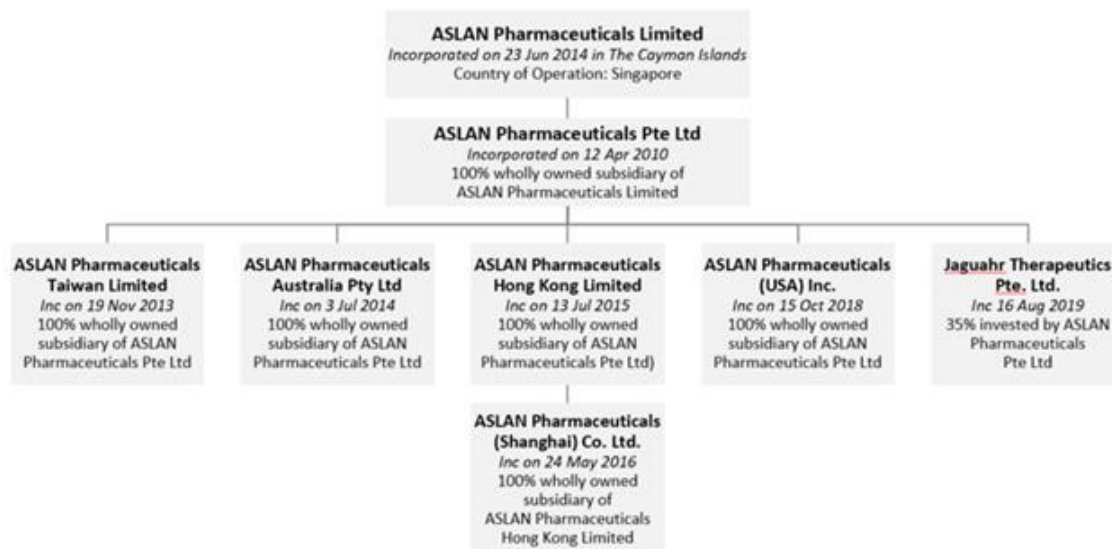 ASLAN Pharmaceuticals Limited
Incorporated on 23 Jun 2014 in The Cayman Islands
Country of Operation: Singapore
ASLAN Pharmaceuticals Pte Ltd
Incorporated on 12 Apr 2010
100% wholly owned subsidiary of
ASLAN Pharmaceuticals Limited
ASLAN Pharmaceuticals
Taiwan Limited
Inc on 19 Nov 2013
100% wholly owned
subsidiary of ASLAN
Pharmaceuticals Pte Ltd
ASLAN Pharmaceuticals
Australia Pty Ltd
Inc on 3 Jul 2014
100% wholly owned
subsidiary of ASLAN
Pharmaceuticals Pte Ltd
ASLAN Pharmaceuticals
Hong Kong Limited
Inc on 13 Jul 2015
100% wholly owned
subsidiary of ASLAN
Pharmaceuticals Pte Ltd)
ASLAN Pharmaceuticals
(USA) Inc.
Inc on 15 Oct 2018
100% wholly owned
subsidiary of ASLAN
Pharmaceuticals Pte Ltd
Jaguahr Therapeutics
Pte. Ltd.
Inc 16 Aug 2019
35% invested by ASLAN
Pharmaceuticals
Pte Ltd
ASLAN Pharmaceuticals
(Shanghai) Co. Ltd.
Inc on 24 May 2016
100% wholly owned
subsidiary of
ASLAN Pharmaceuticals
Hong Kong Limited